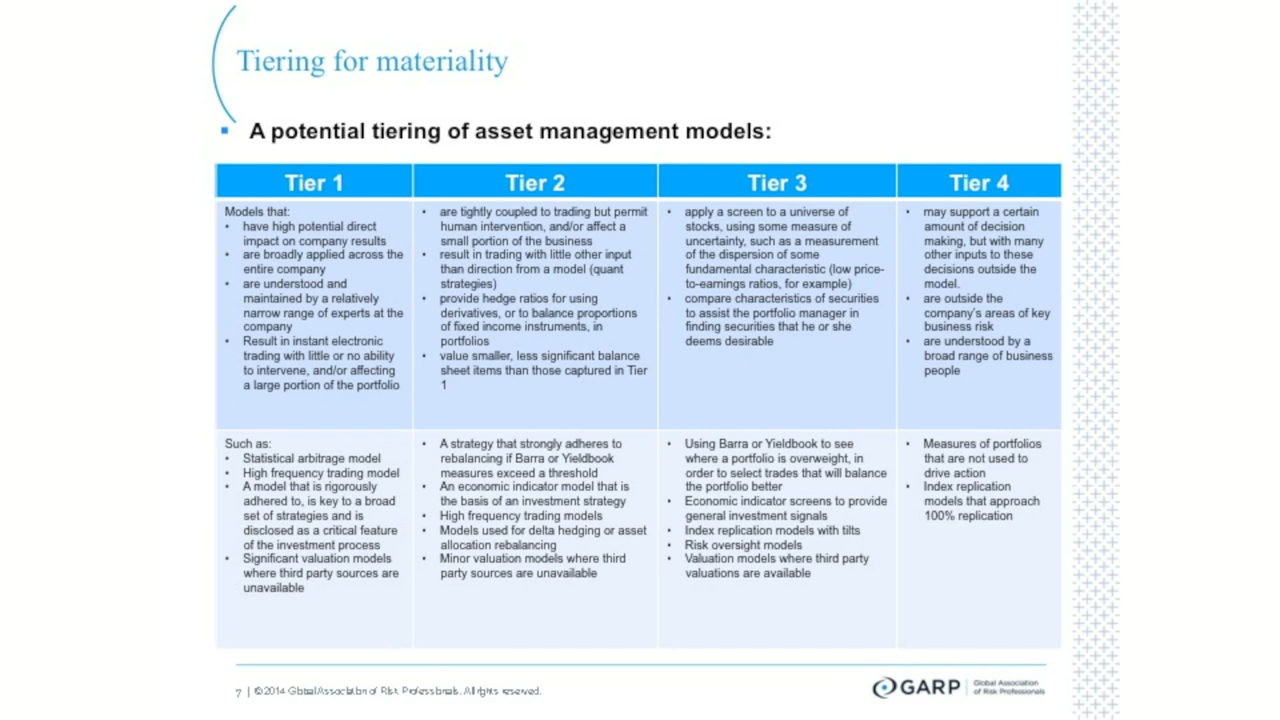 Tiering for materiality
A potential tiering of asset management models:
Tier 1
Tier 2
Tier 3
Tier 4
Models that:
• have high potential direct
impact on company results
• are broadly applied across the
entire company
• are understood and
maintained by a relatively
narrow range of experts at the
company
• Result in instant electronic
trading with little or no ability
to intervene, and/or affecting
a large portion of the portfolio
• are tightly coupled to trading but permit
human intervention, and/or affect a
small portion of the business
• result in trading with little other input
than direction from a model (quant
strategies)
• provide hedge ratios for using
derivatives, or to balance proportions
of fixed income instruments, in
portfolios
• value smaller, less significant balance
sheet items than those captured in Tier
1
• apply a screen to a universe of
stocks, using some measure of
uncertainty, such as a measurement
of the dispersion of some
fundamental characteristic (low price-
to-earnings ratios, for example)
• compare characteristics of securities
to assist the portfolio manager in
finding securities that he or she
deems desirable
• may support a certain
amount of decision
making, but with many
other inputs to these
decisions outside the
model.
• are outside the
company's areas of key
business risk
• are understood by a
broad range of business
people
Such as:
• Statistical arbitrage model
• High frequency trading model
• A model that is rigorously
adhered to, is key to a broad
set of strategies and is
disclosed as a critical feature
of the investment process
• Significant valuation models
where third party sources are
unavailable
• A strategy that strongly adheres to
rebalancing if Barra or Yieldbook
measures exceed a threshold
• An economic indicator model that is
the basis of an investment strategy
• High frequency trading models
• Models used for delta hedging or asset
allocation rebalancing
• Minor valuation models where third
party sources are unavailable
• Using Barra or Yieldbook to see
where a portfolio is overweight, in
order to select trades that will balance
the portfolio better
• Economic indicator screens to provide
general investment signals
• Index replication models with tilts
• Risk oversight models
• Valuation models where third party
valuations are available
• Measures of portfolios
that are not used to
drive action
• Index replication
models that approach
100% replication
7 | © 2014 Global Association of Risk Professionals. All rights reserved.
GARP
Global Association
of Risk Professionals